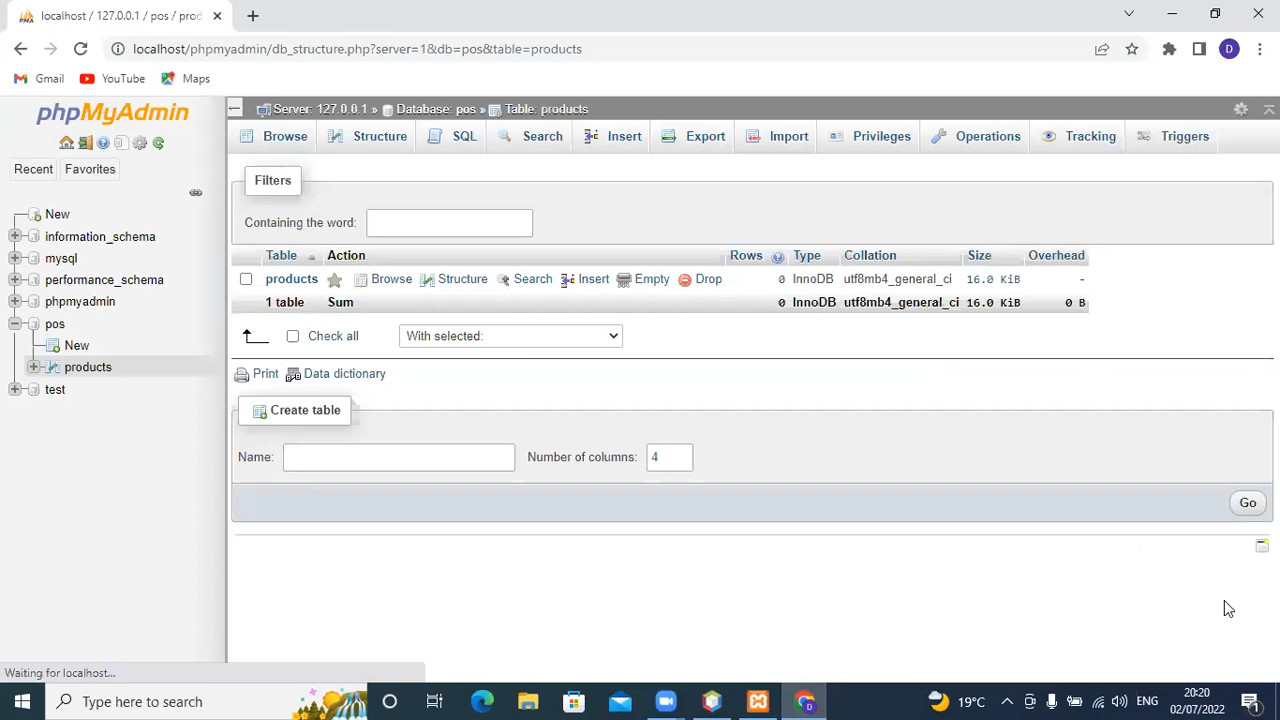 localhost / 127.0.0.1 / pos / proc
localhost/phpmyadmin/db_structure.php?server=1&db=pos&table=products
D
Gmail YouTube Maps
phpMyAdmin
Server: 127.0.0.1 » Database: pos » Table: products
Browse Structure SQL Search Insert Export Import Privileges Operations Tracking Triggers
Recent Favorites
New
information_schema
mysql
performance_schema
phpmyadmin
pos
New
products
test
Filters
Containing the word:
Table Action Rows Type Collation Size Overhead
products Browse Structure Search Insert Empty Drop 0 InnoDB utf8mb4_general_ci 16.0 KiB -
1 table Sum 0 InnoDB utf8mb4_general_ci 16.0 KiB 0 B
Check all With selected:
Print Data dictionary
Create table
Name: Number of columns: 4
Go
Waiting for localhost...
Type here to search
19°C ENG 20:20
02/07/2022
1